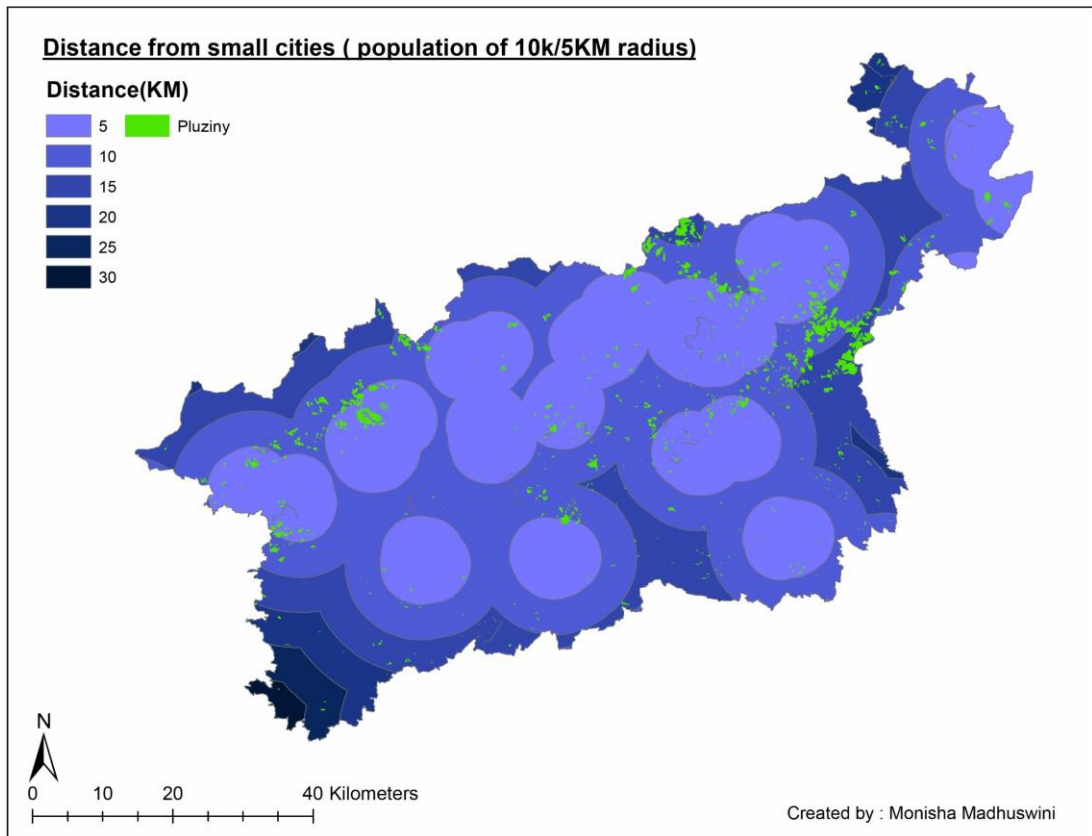 Distance from small cities ( population of 10k/5KM radius)
Distance(KM)
5 Pluziny
10
15
20
25
30
N
0 10 20 40 Kilometers
Created by : Monisha Madhuswini